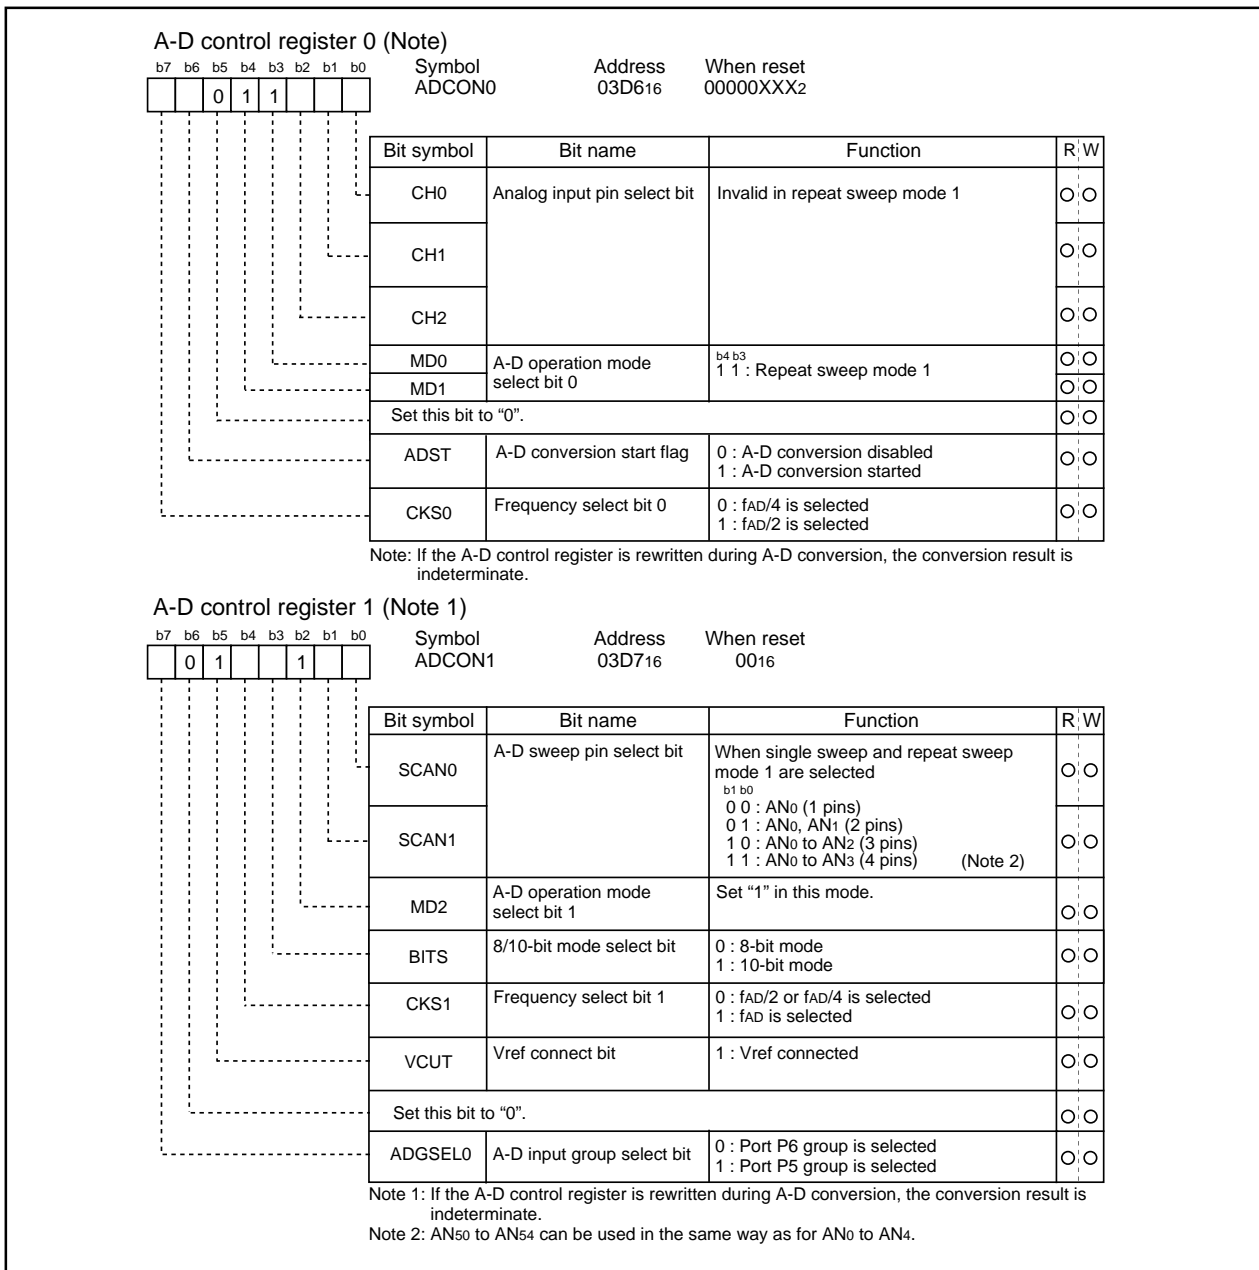 A-D control register 0 (Note)
b7 b6 b5 b4 b3 b2 b1 b0
Symbol Address When reset
ADCON0 03D616 00000XXX2
0 1 1
Bit symbol Bit name Function R W
CH0 Analog input pin select bit Invalid in repeat sweep mode 1
CH1
CH2
MD0 A-D operation mode select bit 0 b4 b3
1 1 : Repeat sweep mode 1
MD1
Set this bit to “0”.
ADST A-D conversion start flag 0 : A-D conversion disabled
1 : A-D conversion started
CKS0 Frequency select bit 0 0 : fAD/4 is selected
1 : fAD/2 is selected
Note: If the A-D control register is rewritten during A-D conversion, the conversion result is
indeterminate.
A-D control register 1 (Note 1)
b7 b6 b5 b4 b3 b2 b1 b0
Symbol Address When reset
ADCON1 03D716 0016
0 1 1
Bit symbol Bit name Function R W
SCAN0 A-D sweep pin select bit When single sweep and repeat sweep
mode 1 are selected
b1 b0
0 0 : AN0 (1 pins)
0 1 : AN0, AN1 (2 pins)
SCAN1 1 0 : AN0 to AN2 (3 pins)
1 1 : AN0 to AN3 (4 pins) (Note 2)
MD2 A-D operation mode
select bit 1 Set “1” in this mode.
BITS 8/10-bit mode select bit 0 : 8-bit mode
1 : 10-bit mode
CKS1 Frequency select bit 1 0 : fAD/2 or fAD/4 is selected
1 : fAD is selected
VCUT Vref connect bit 1 : Vref connected
Set this bit to “0”.
ADGSEL0 A-D input group select bit 0 : Port P6 group is selected
1 : Port P5 group is selected
Note 1: If the A-D control register is rewritten during A-D conversion, the conversion result is
indeterminate.
Note 2: AN50 to AN54 can be used in the same way as for AN0 to AN4.